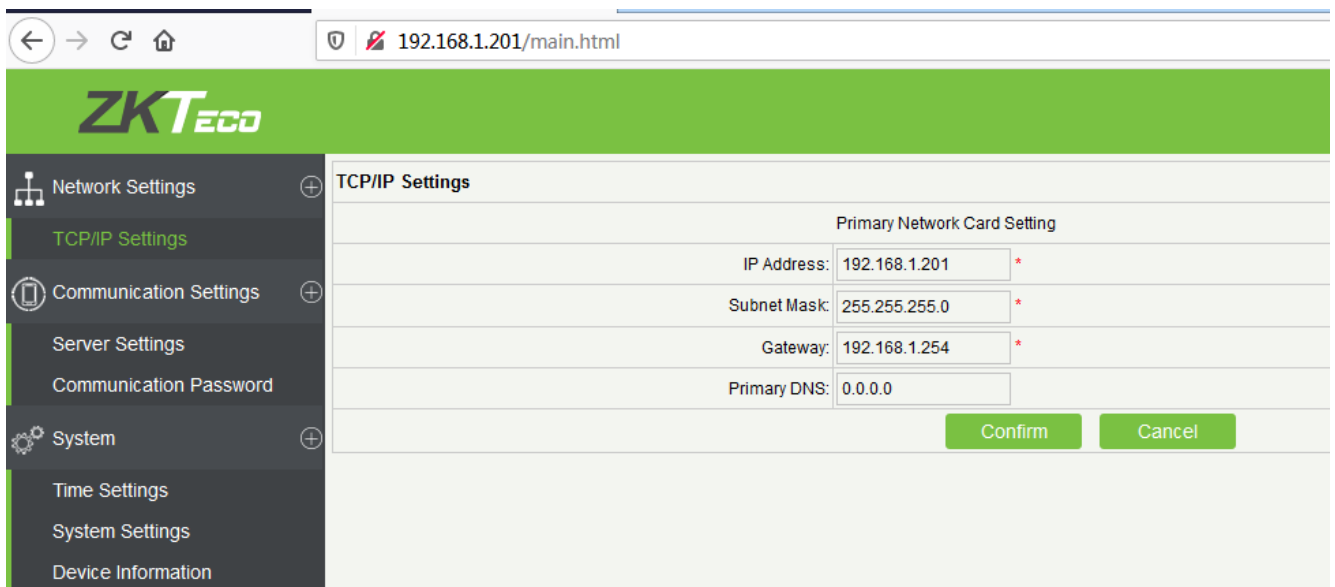 192.168.1.201/main.html
ZKTECO
Network Settings
TCP/IP Settings
Communication Settings
Server Settings
Communication Password
System
Time Settings
System Settings
Device Information
TCP/IP Settings
Primary Network Card Setting
IP Address: 192.168.1.201 *
Subnet Mask: 255.255.255.0 *
Gateway: 192.168.1.254 *
Primary DNS: 0.0.0.0
Confirm Cancel